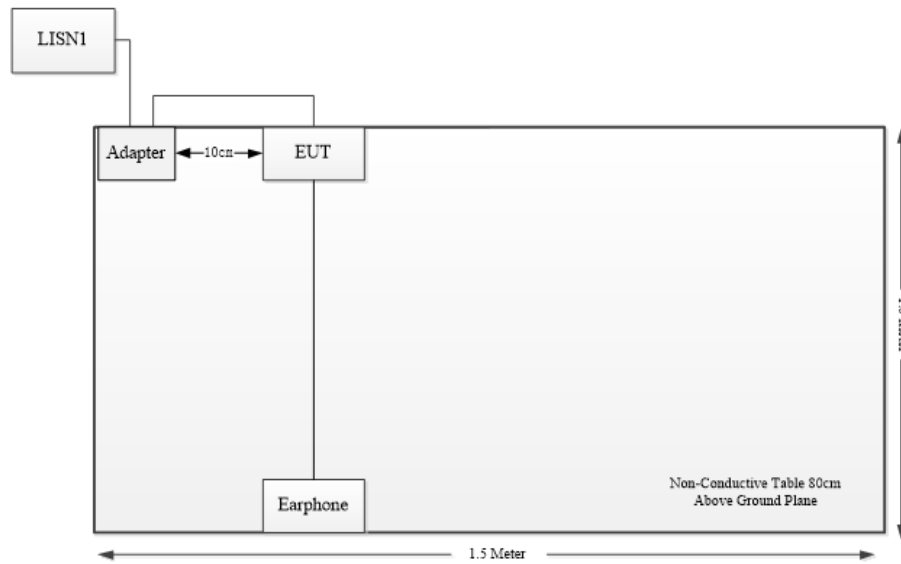 LISN1
Adapter
10cm
EUT
Earphone
Non-Conductive Table 80cm
Above Ground Plane
1.5 Meter